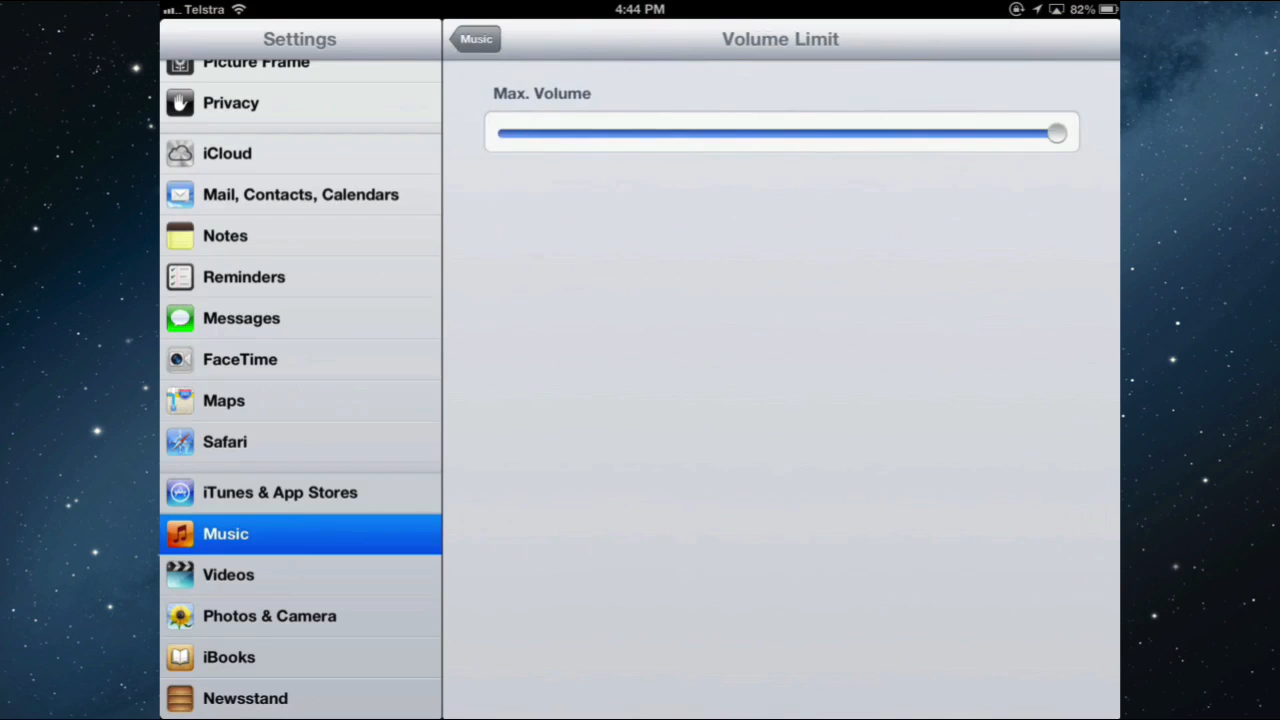 Telstra 4:44 PM 82%
Settings
Music
Volume Limit
Picture Frame
Privacy
iCloud
Mail, Contacts, Calendars
Notes
Reminders
Messages
FaceTime
Maps
Safari
iTunes & App Stores
Music
Videos
Photos & Camera
iBooks
Newsstand
Max. Volume